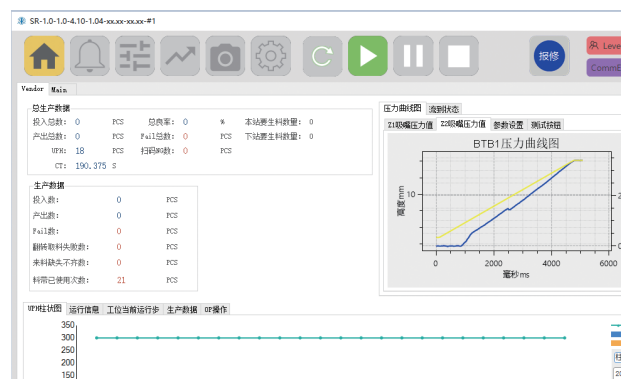 SR-1.0-1.0-4.10-1.04-xx.xx-xx.xx-#1
报修
Leve
CommE
Vendor Main
总生产数据
投入总数: 0 PCS 总良率: 0 % 本站要生料数量: 0
产出总数: 0 PCS Fail总数: 0 PCS 下站要生料数量: 0
UPH: 18 PCS 扫码NG数: 0 PCS
CT: 190.375 S
生产数据
投入数: 0 PCS
产出数: 0 PCS
Fail数: 0 PCS
翻转取料失败数: 0 PCS
来料缺失不齐数: 0 PCS
料带已使用次数: 21 PCS
压力曲线图 流到状态
Z1吸嘴压力值 Z2吸嘴压力值 参数设置 测试按钮
BTB1压力曲线图
高度mm
10
2
0
0 2000 4000 6000
毫秒ms
UPH柱状图 运行信息 工位当前运行步 生产数据 OP操作
350
300
250
200
150
20